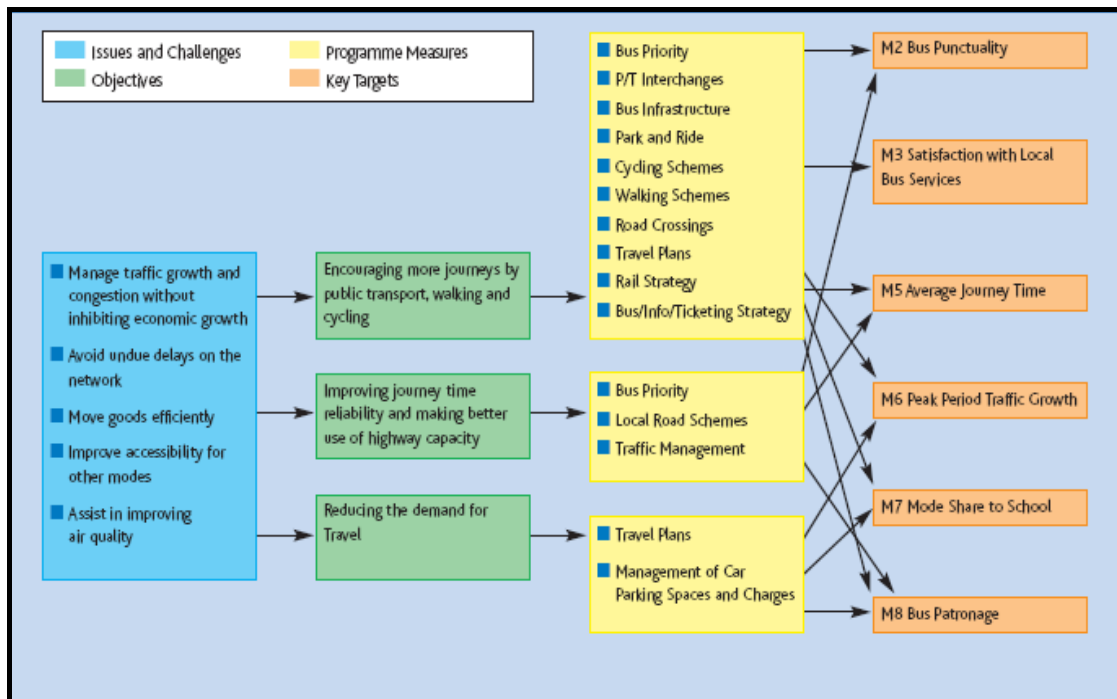 Issues and Challenges
Objectives
Programme Measures
Key Targets
Manage traffic growth and
congestion without
inhibiting economic growth
Avoid undue delays on the
network
Move goods efficiently
Improve accessibility for
other modes
Assist in improving
air quality
Encouraging more journeys by
public transport, walking and
cycling
Improving journey time
reliability and making better
use of highway capacity
Reducing the demand for
Travel
Bus Priority
P/T Interchanges
Bus Infrastructure
Park and Ride
Cycling Schemes
Walking Schemes
Road Crossings
Travel Plans
Rail Strategy
Bus/Info/Ticketing Strategy
Bus Priority
Local Road Schemes
Traffic Management
Travel Plans
Management of Car
Parking Spaces and Charges
M2 Bus Punctuality
M3 Satisfaction with Local
Bus Services
M5 Average Journey Time
M6 Peak Period Traffic Growth
M7 Mode Share to School
M8 Bus Patronage